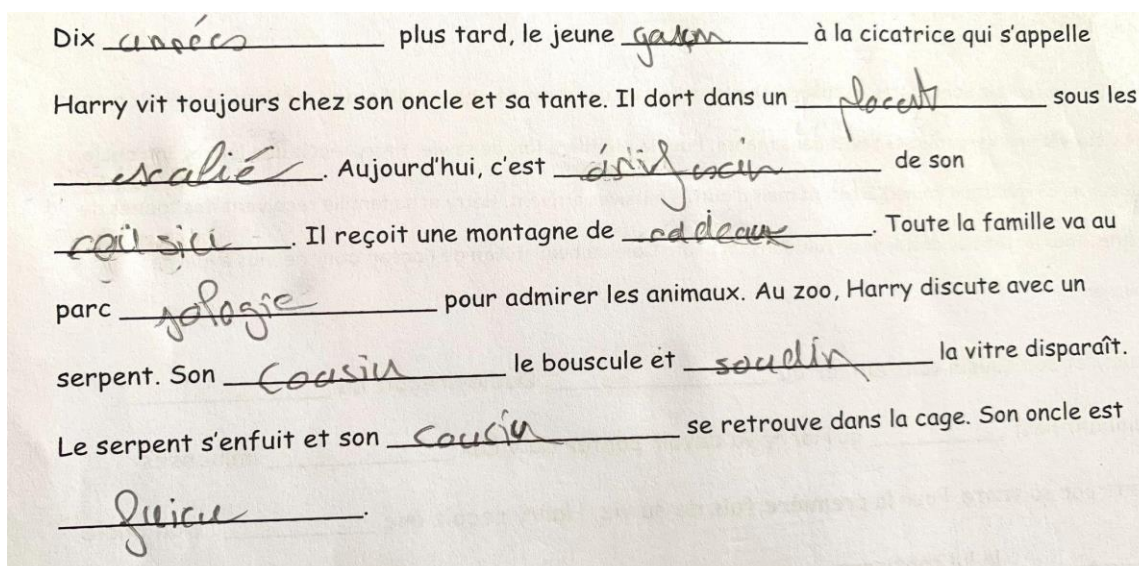 Dix années plus tard, le jeune gason à la cicatrice qui s'appelle
Harry vit toujours chez son oncle et sa tante. Il dort dans un placart sous les
escalié. Aujourd'hui, c'est de son
. Il reçoit une montagne de cadeaux. Toute la famille va au
parc jologie pour admirer les animaux. Au zoo, Harry discute avec un
serpent. Son cousin le bouscule et soudin la vitre disparaît.
Le serpent s'enfuit et son cousin se retrouve dans la cage. Son oncle est
.